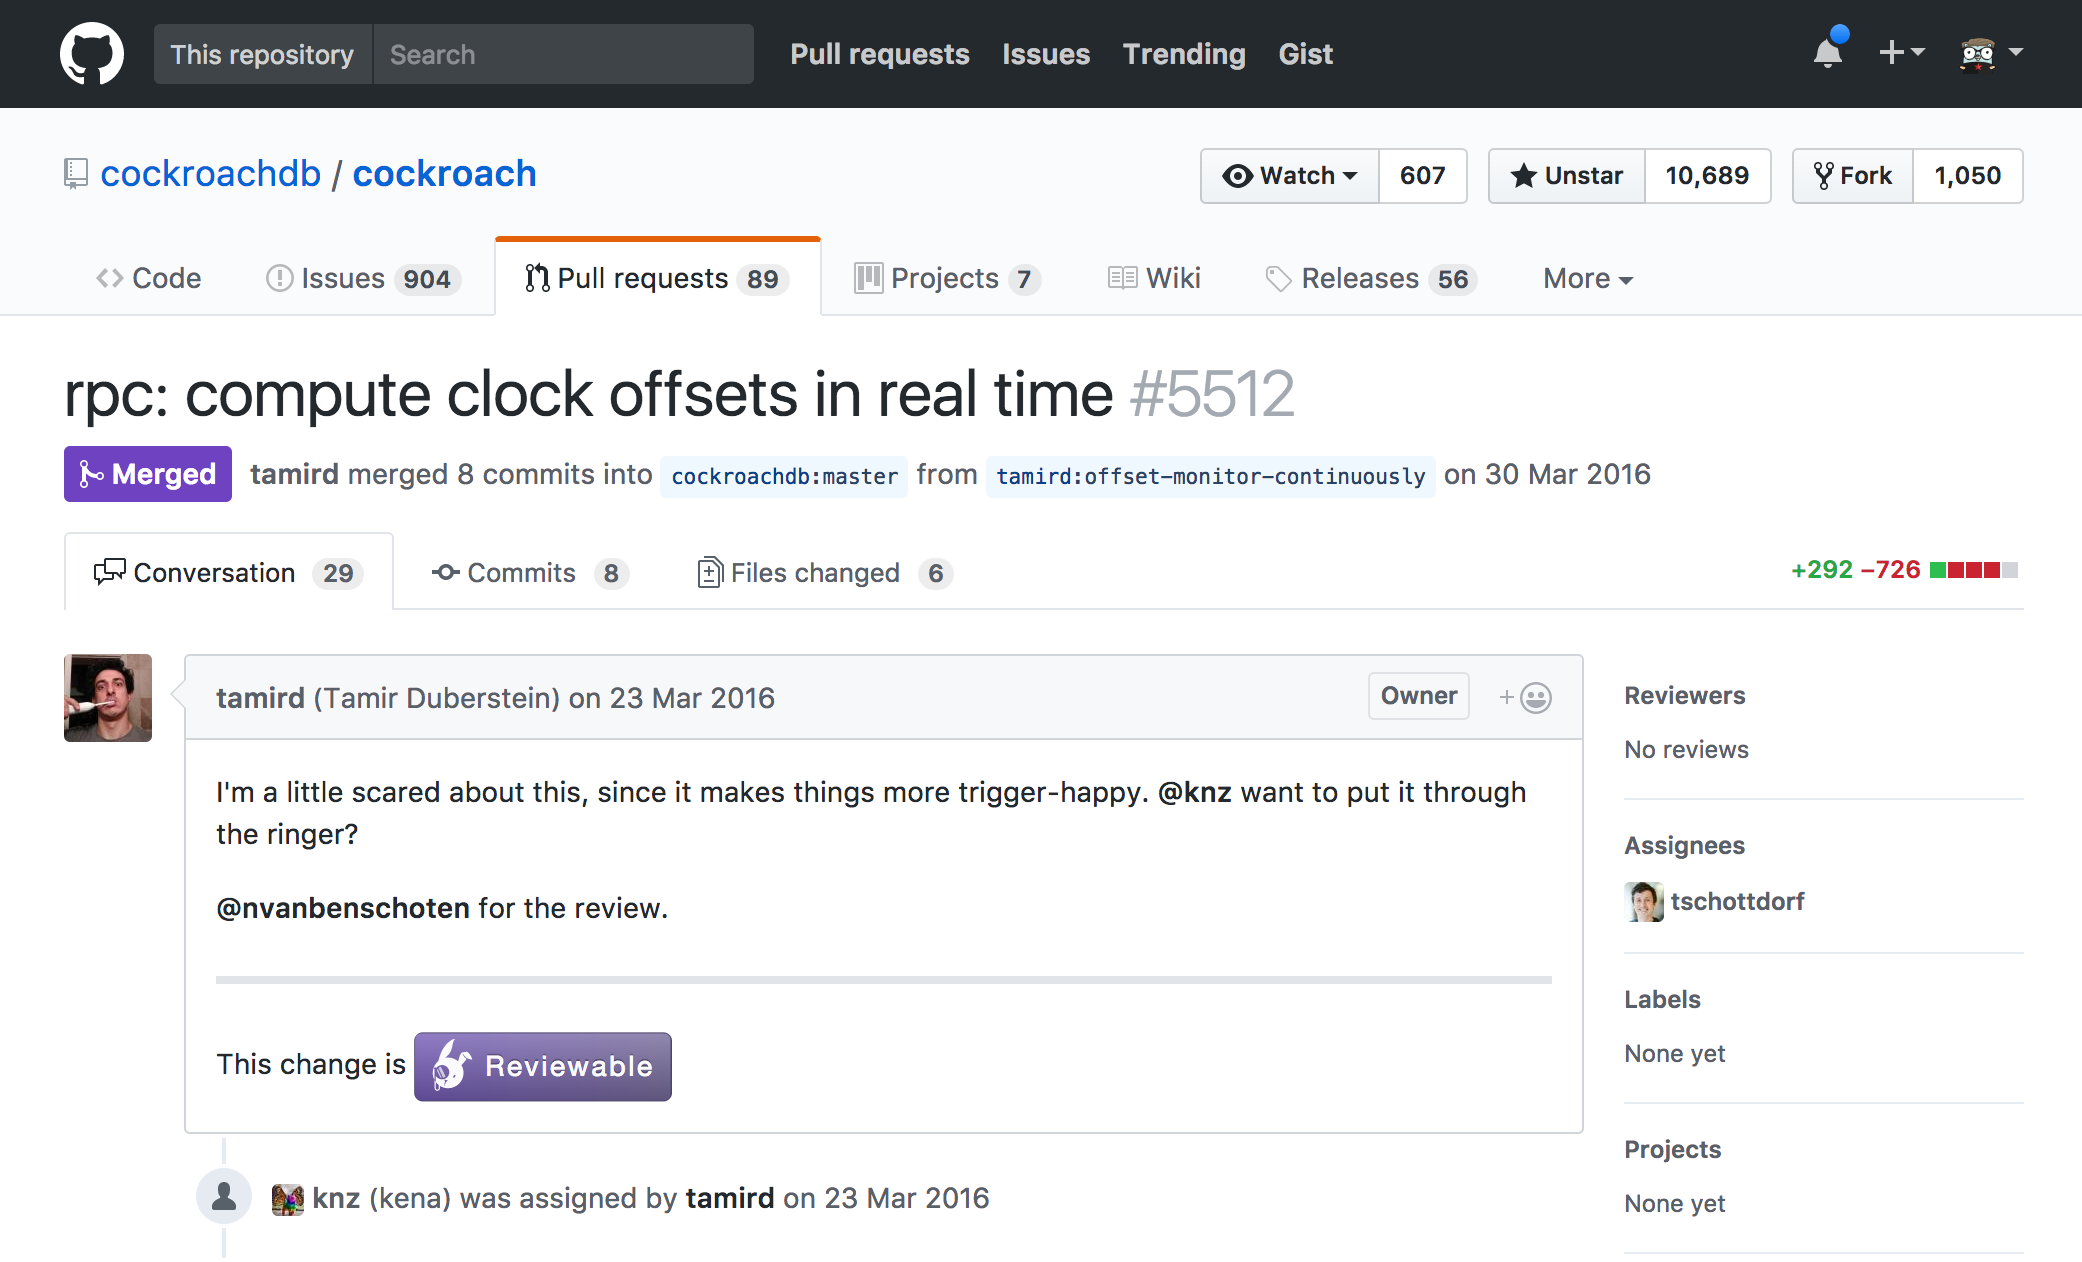 This repository Search Pull requests Issues Trending Gist
cockroachdb / cockroach Watch 607 Unstar 10,689 Fork 1,050
Code Issues 904 Pull requests 89 Projects 7 Wiki Releases 56 More
rpc: compute clock offsets in real time #5512
Merged tamird merged 8 commits into cockroachdb:master from tamird:offset-monitor-continuously on 30 Mar 2016
Conversation 29 Commits 8 Files changed 6 +292 −726
tamird (Tamir Duberstein) on 23 Mar 2016 Owner +
I'm a little scared about this, since it makes things more trigger-happy. @knz want to put it through
the ringer?
@nvanbenschoten for the review.
This change is Reviewable
knz (kena) was assigned by tamird on 23 Mar 2016
Reviewers
No reviews
Assignees
tschottdorf
Labels
None yet
Projects
None yet